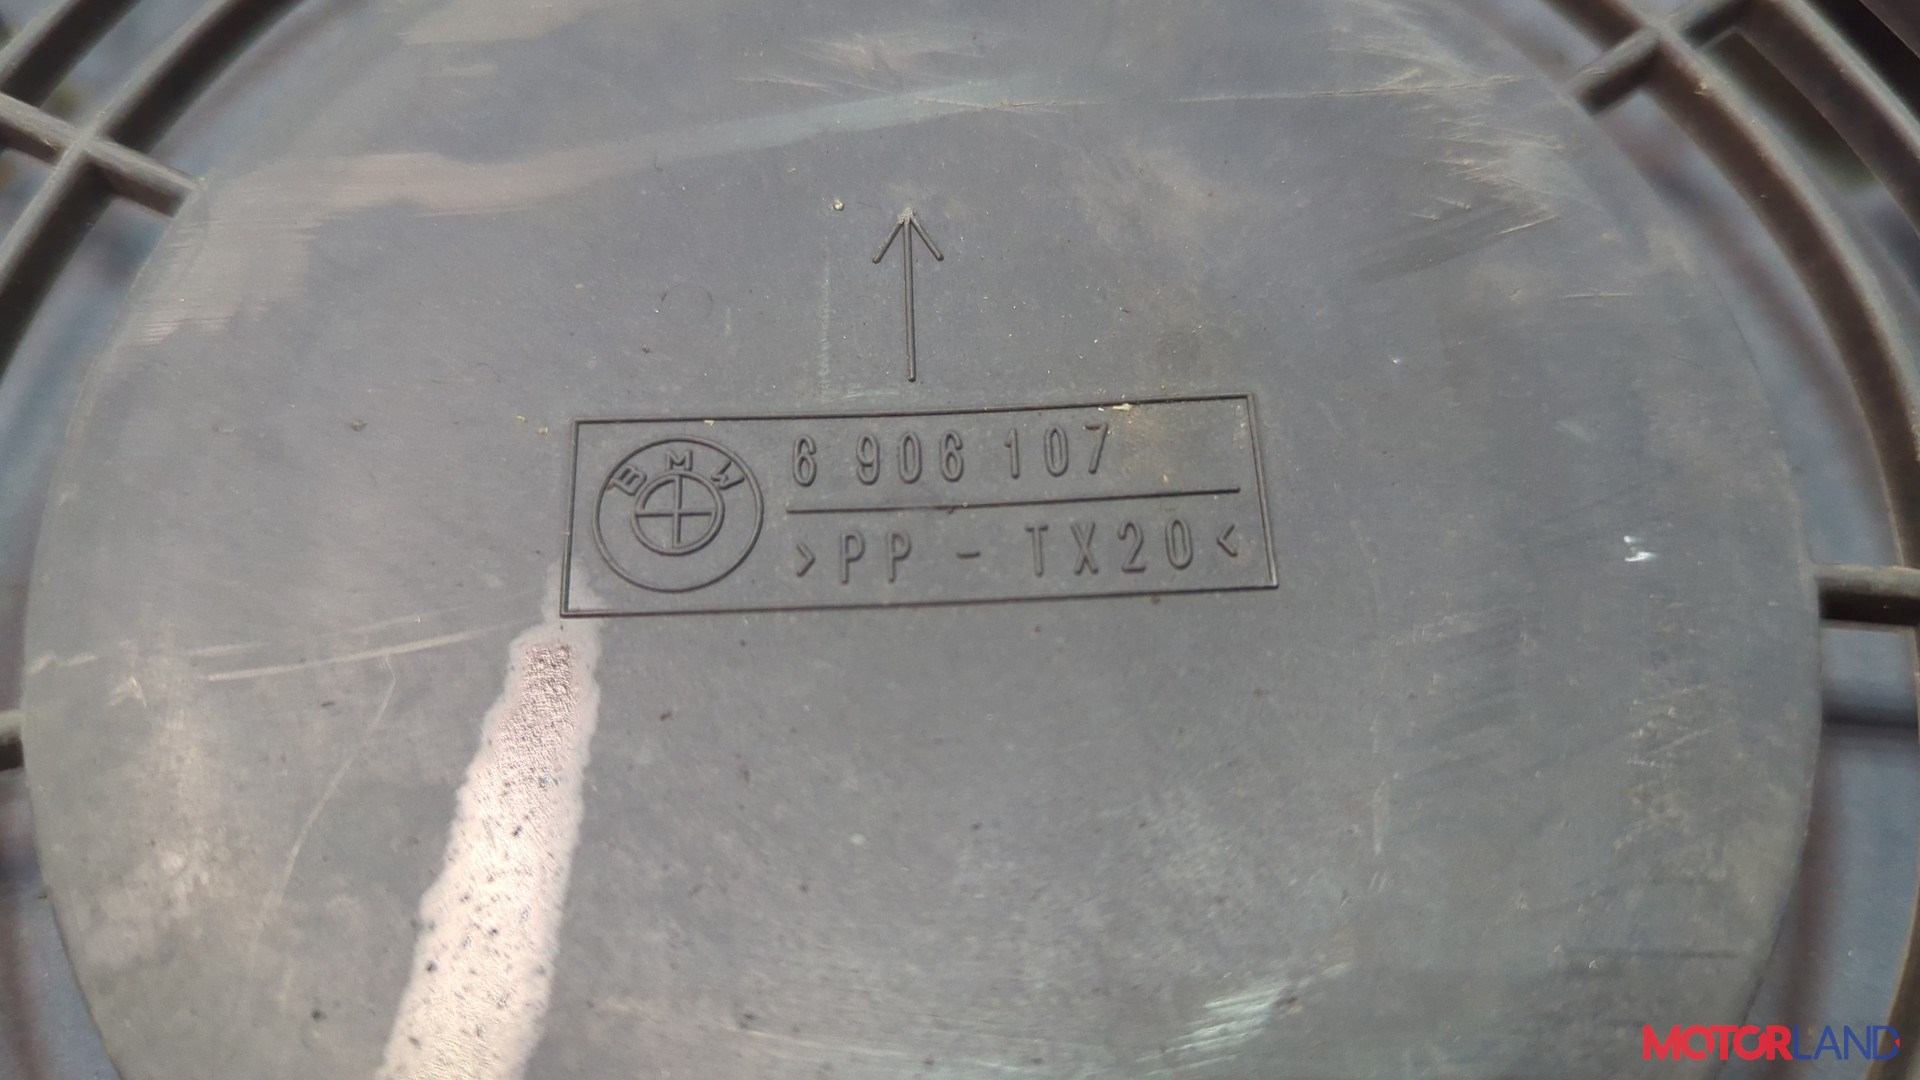 BMW
6 906 107
>PP - TX20<
MOTORLAND